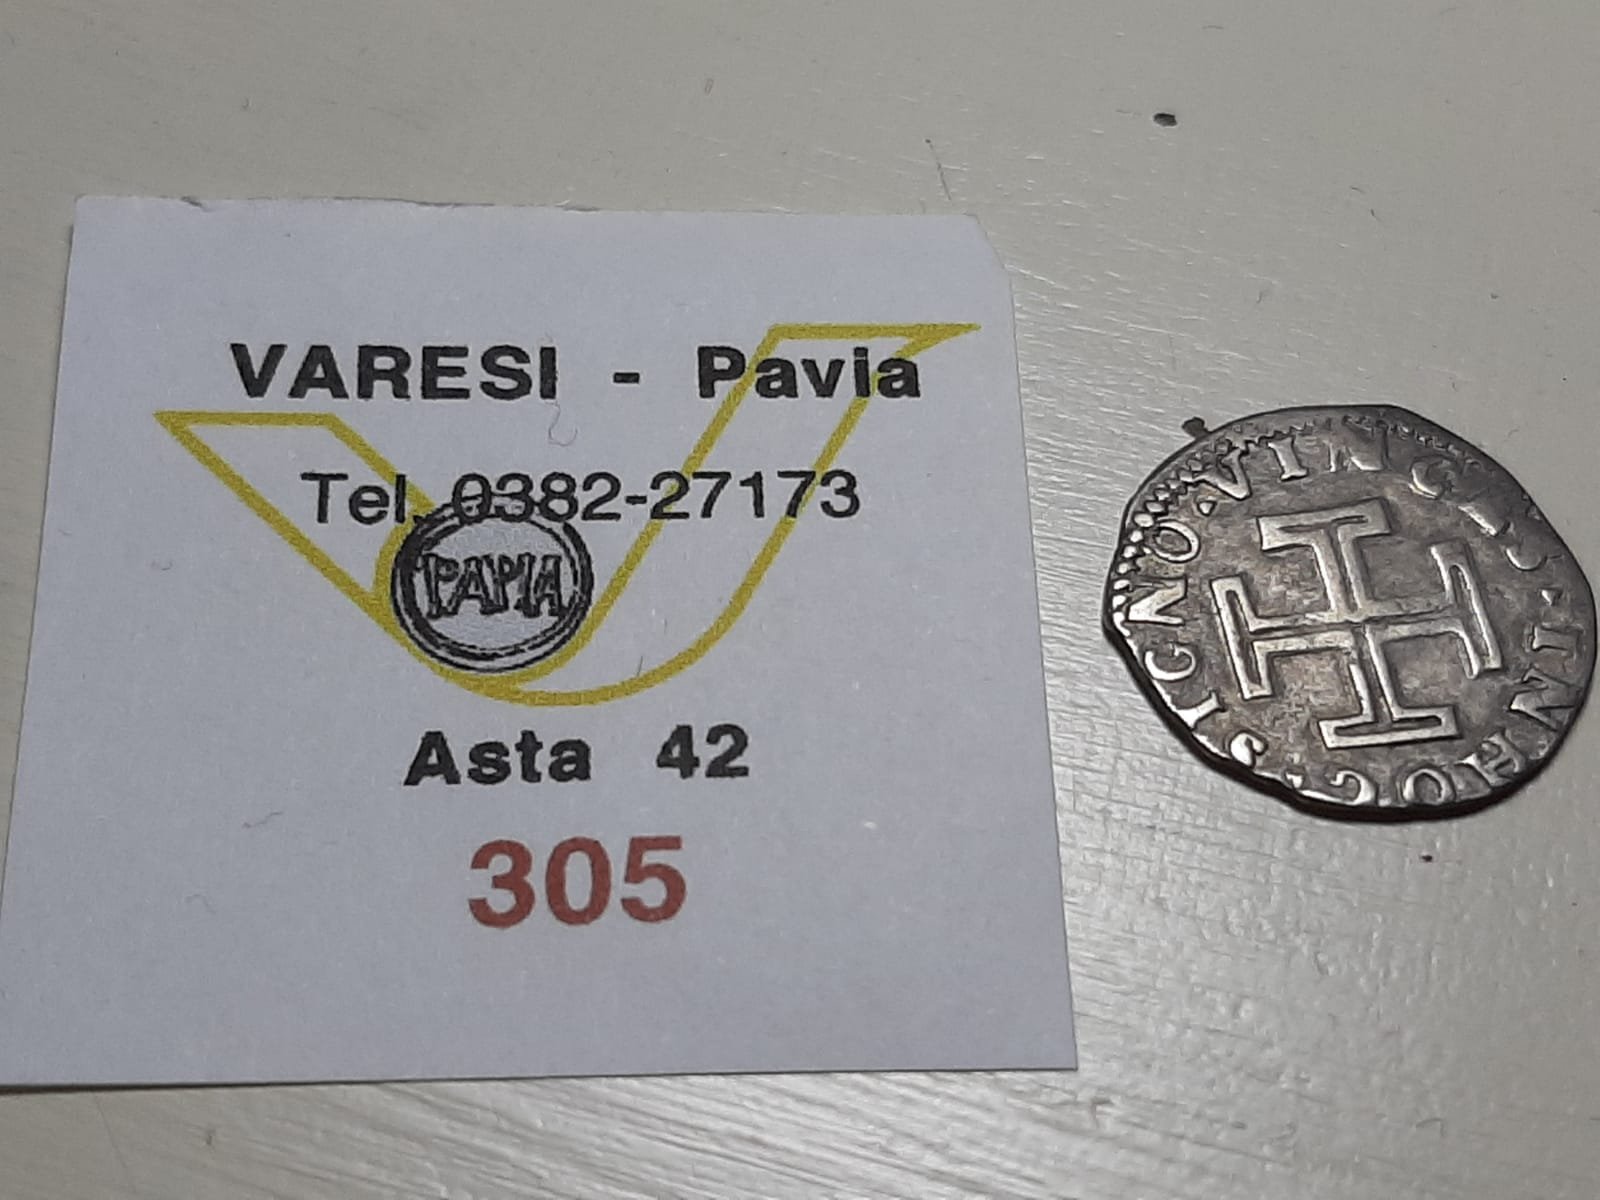 VARESI - Pavia
Tel. 0382-27173
PAPIA
Asta 42
305
IN HOC SIGNO VINCES · G ·